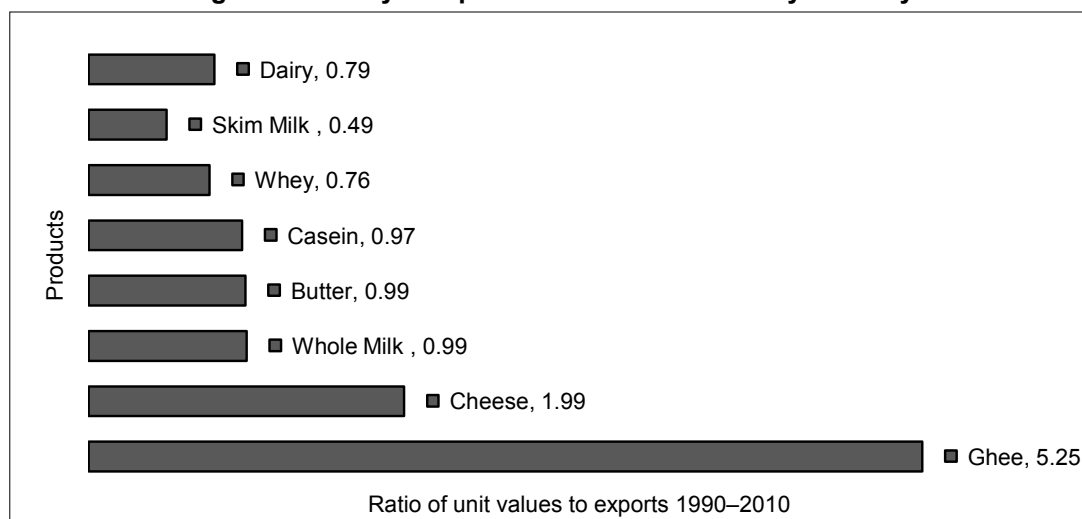 Dairy, 0.79
Skim Milk , 0.49
Whey, 0.76
Casein, 0.97
Butter, 0.99
Whole Milk , 0.99
Cheese, 1.99
Ghee, 5.25
Products
Ratio of unit values to exports 1990–2010